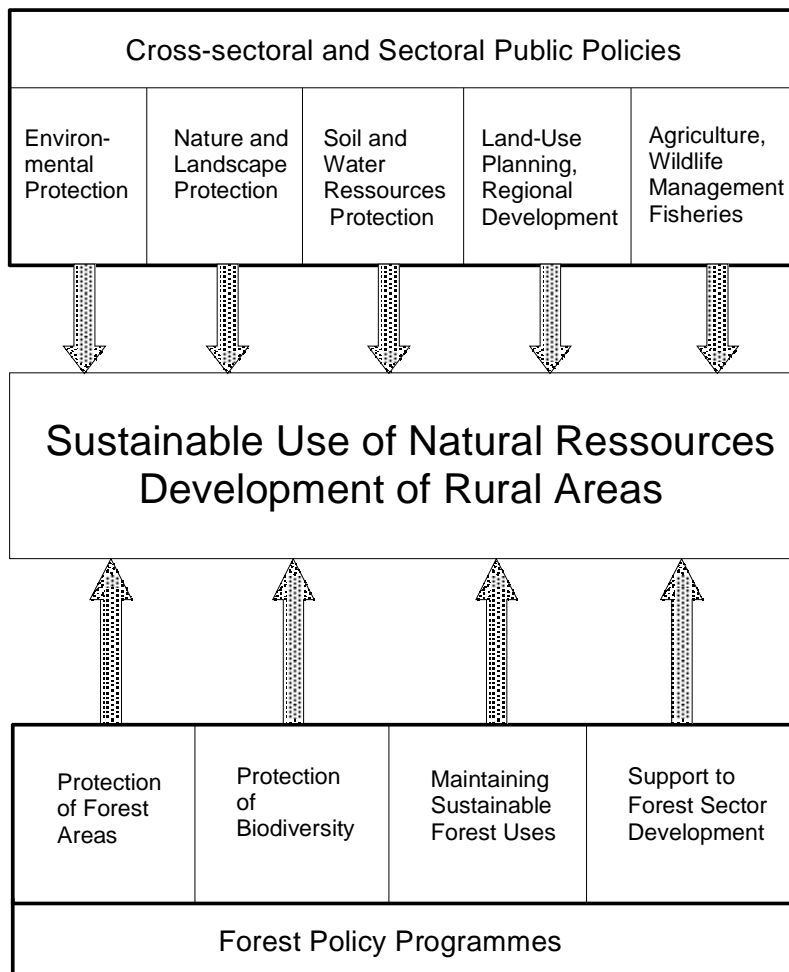 Cross-sectoral and Sectoral Public Policies
Environ-
mental
Protection
Nature and
Landscape
Protection
Soil and
Water
Ressources
Protection
Land-Use
Planning,
Regional
Development
Agriculture,
Wildlife
Management
Fisheries
Sustainable Use of Natural Ressources
Development of Rural Areas
Protection
of Forest
Areas
Protection
of
Biodiversity
Maintaining
Sustainable
Forest Uses
Support to
Forest Sector
Development
Forest Policy Programmes